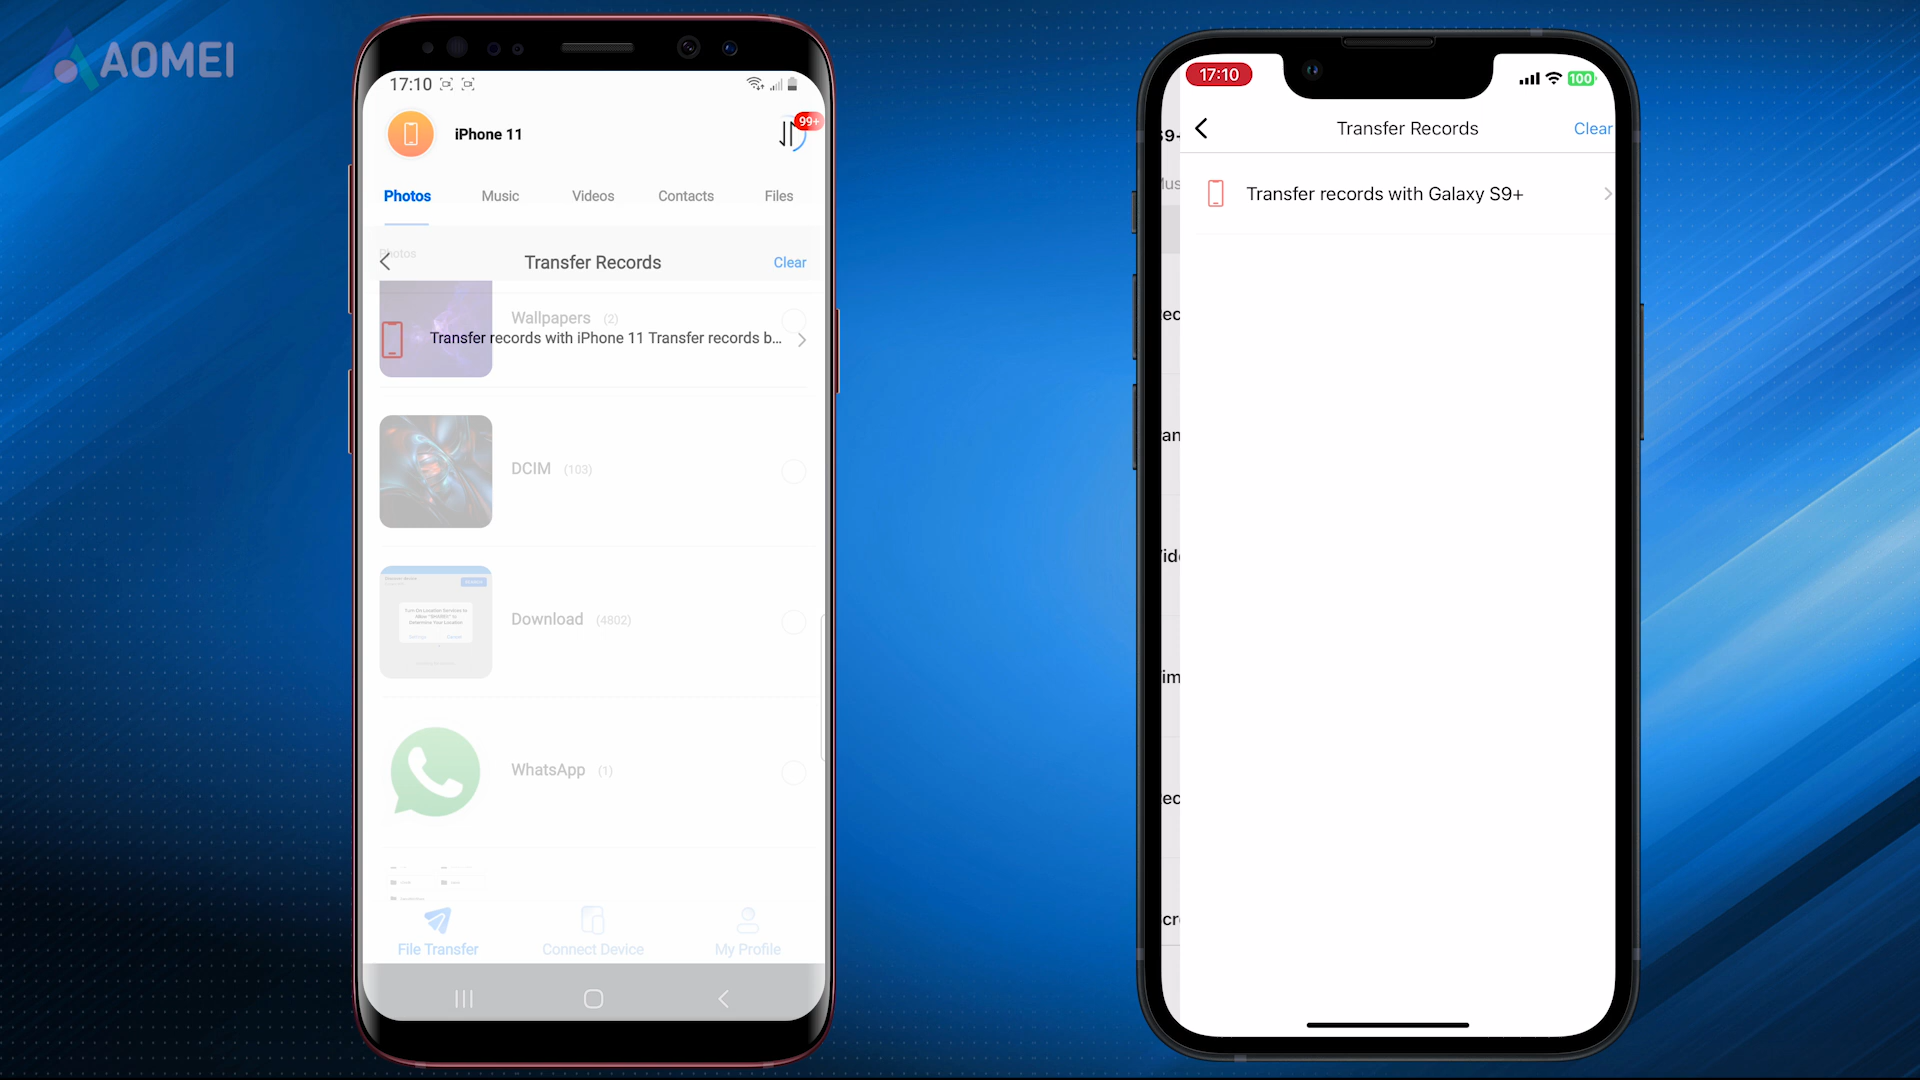 AOMEI
17:10
iPhone 11
99+
Photos Music Videos Contacts Files
Photos
Transfer Records Clear
Wallpapers (2)
Transfer records with iPhone 11 Transfer records b...
DCIM (103)
Download (4802)
WhatsApp (1)
File Transfer Connect Device My Profile
17:10 100
Transfer Records Clear
Transfer records with Galaxy S9+